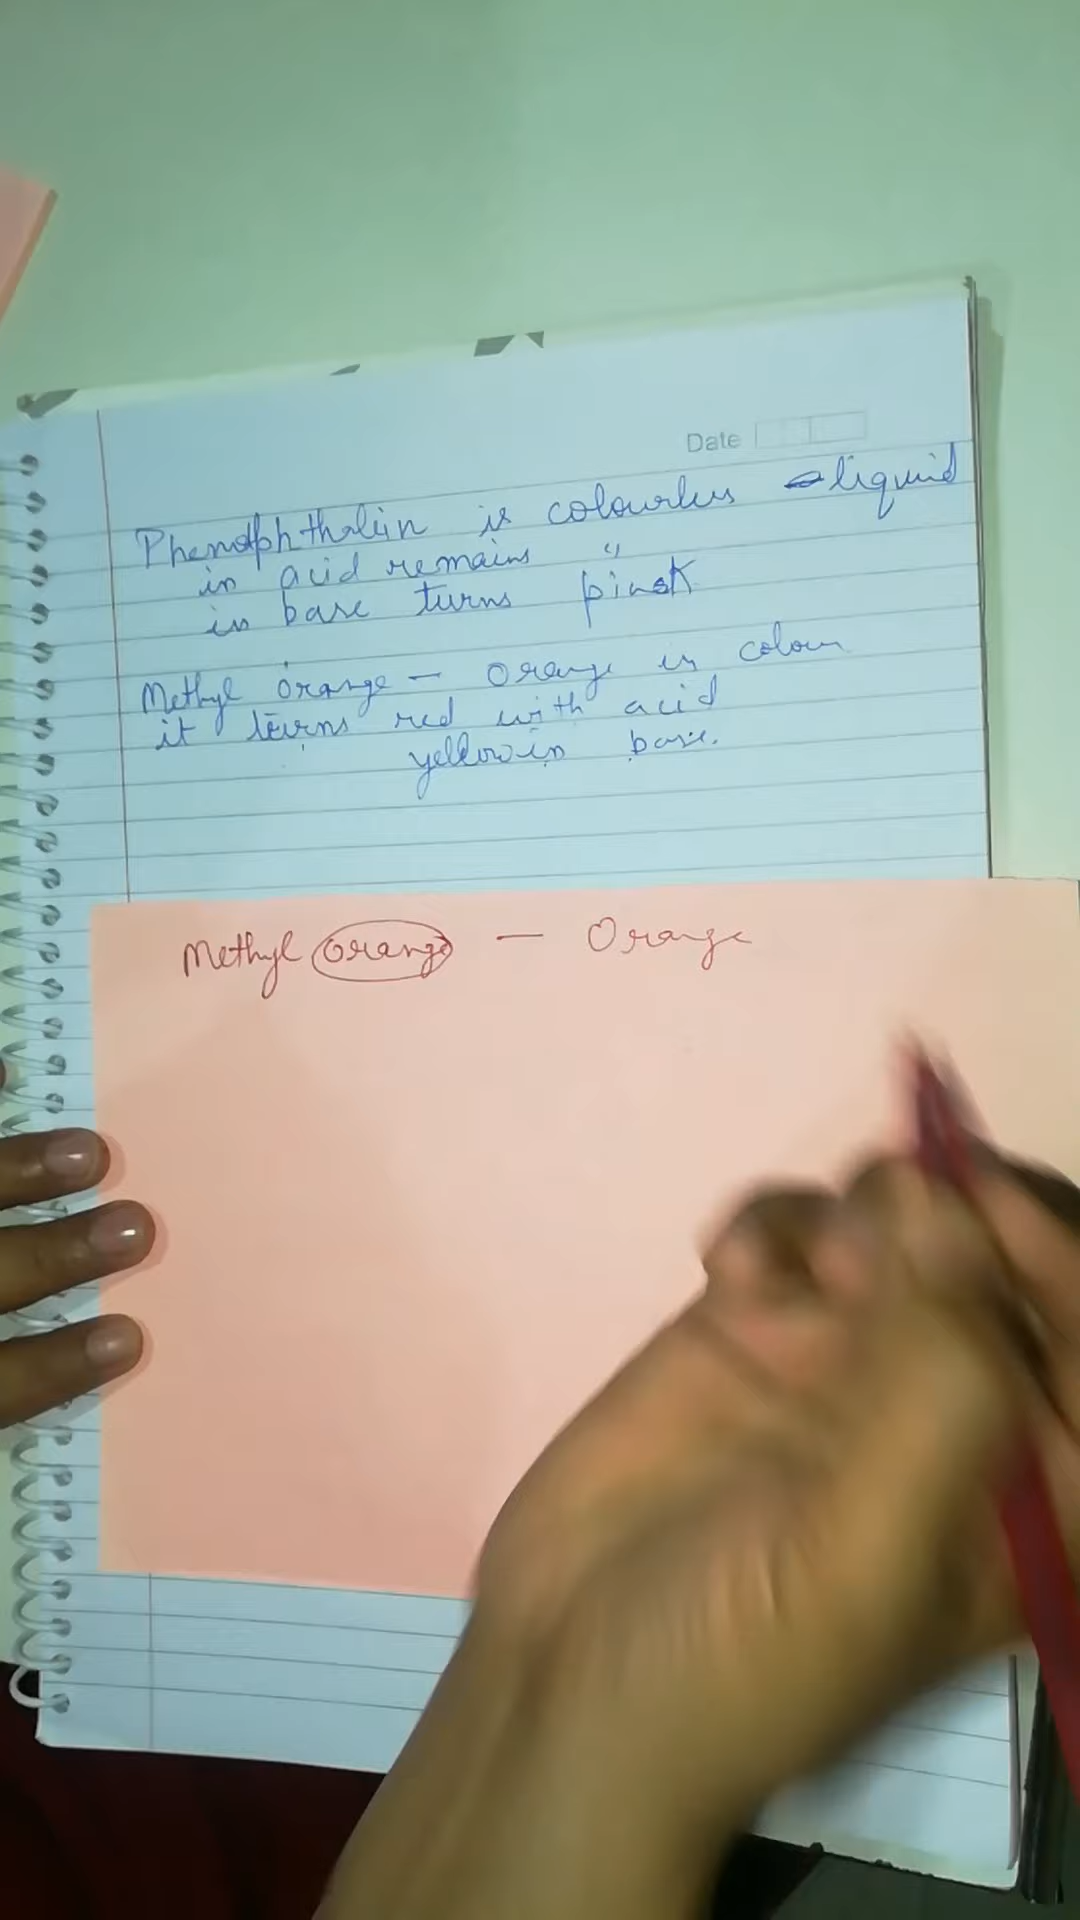 Date
Phenolphthalein is colourless liquid
in acid remains "
in base turns pink
Methyl orange - Orange in colour
it turns red with acid
yellow in base.
Methyl orange - Orange